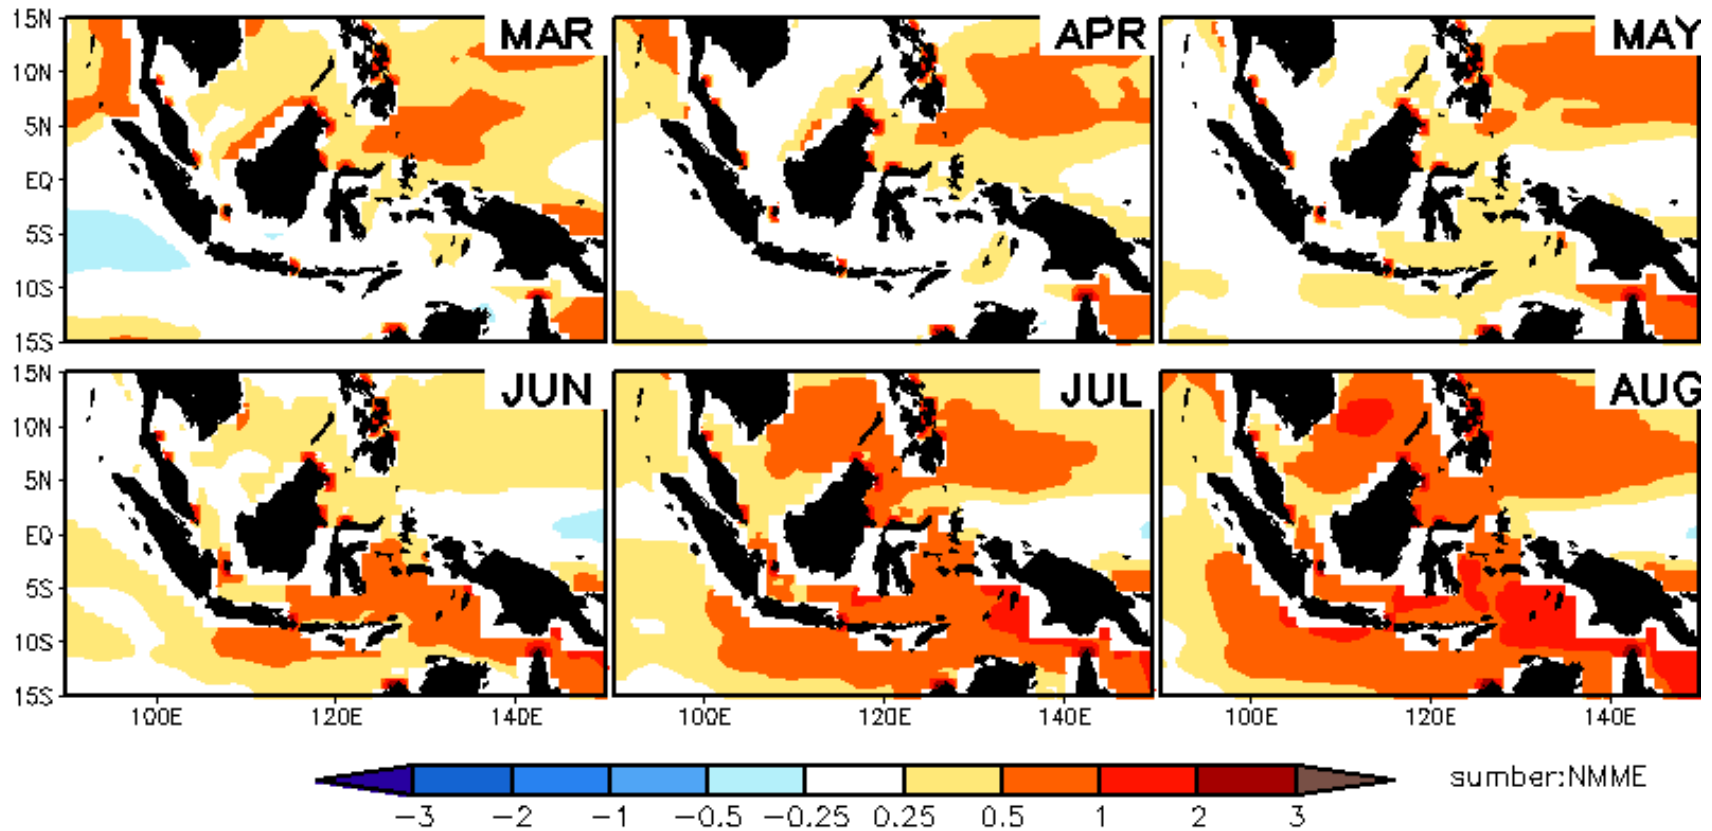 15N
10N
5N
EQ
5S
10S
15S
MAR
APR
MAY
15N
10N
5N
EQ
5S
10S
15S
JUN
JUL
AUG
100E 120E 140E 100E 120E 140E 100E 120E 140E
-3 -2 -1 -0.5 -0.25 0.25 0.5 1 2 3
sumber:NMME